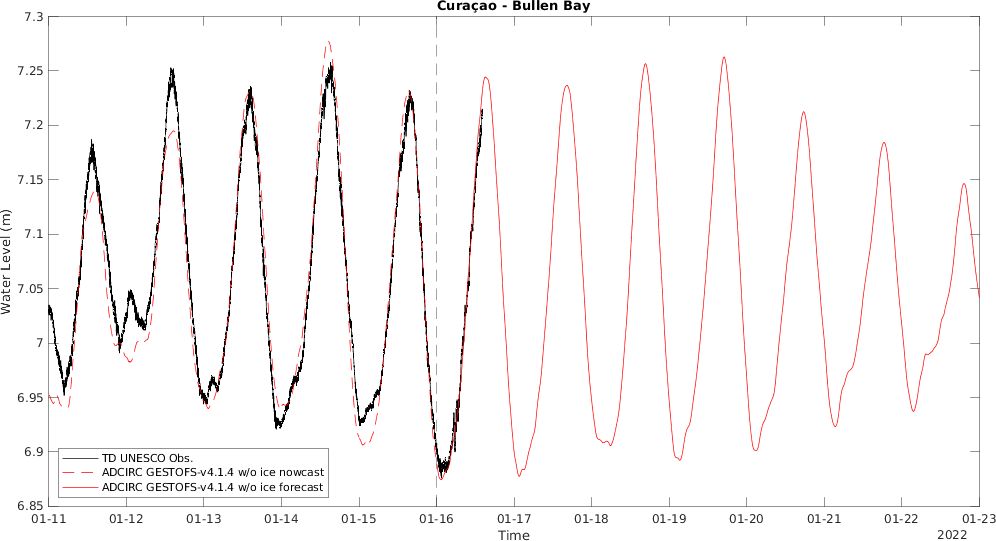 Curaçao - Bullen Bay
Water Level (m)
7.3
7.25
7.2
7.15
7.1
7.05
7
6.95
6.9
6.85
TD UNESCO Obs.
ADCIRC GESTOFS-v4.1.4 w/o ice nowcast
ADCIRC GESTOFS-v4.1.4 w/o ice forecast
01-11 01-12 01-13 01-14 01-15 01-16 01-17 01-18 01-19 01-20 01-21 01-22 01-23
Time
2022